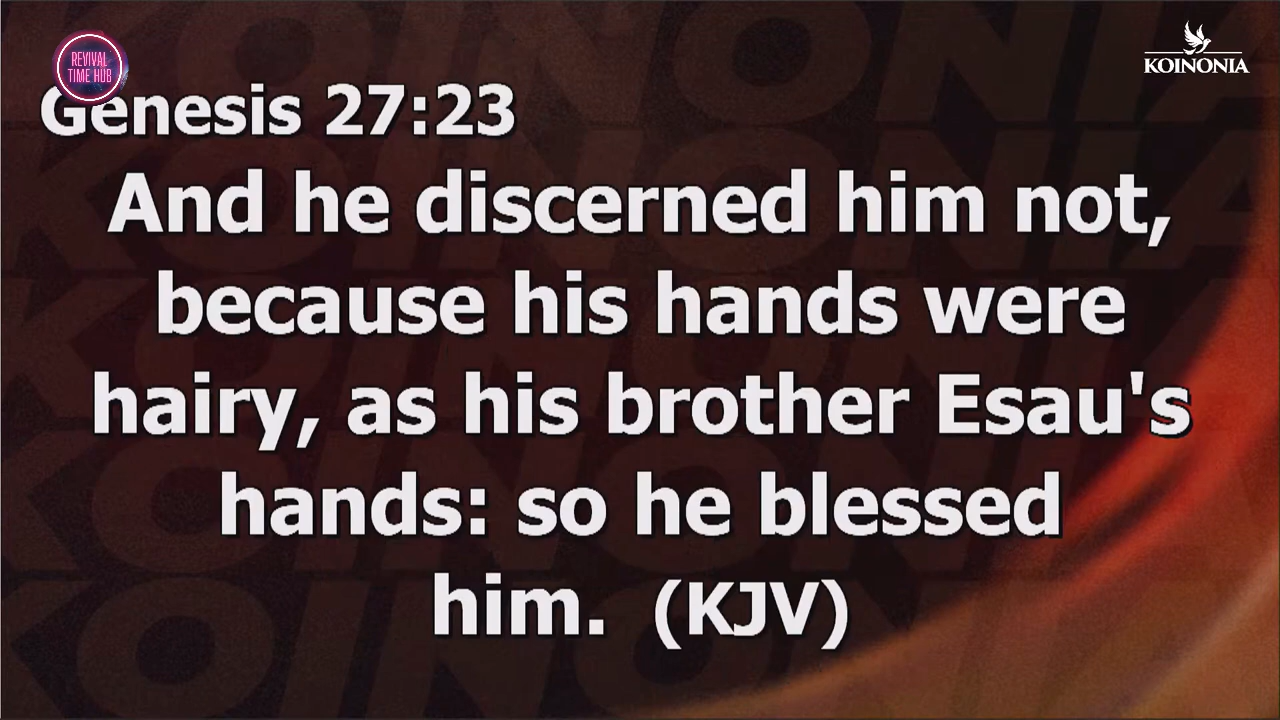 REVIVAL
TIME HUB
KOINONIA
Genesis 27:23
And he discerned him not,
because his hands were
hairy, as his brother Esau's
hands: so he blessed
him. (KJV)